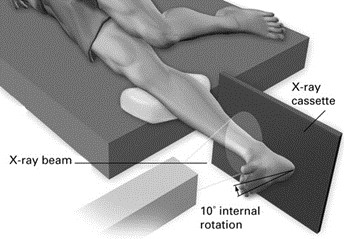 X-ray
cassette
X-ray beam
10° internal
rotation